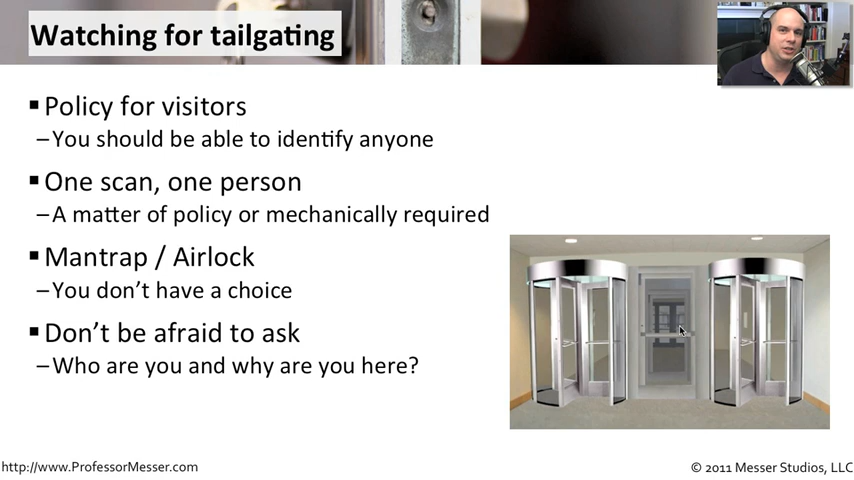 Watching for tailgating
▪Policy for visitors
–You should be able to identify anyone
▪One scan, one person
–A matter of policy or mechanically required
▪Mantrap / Airlock
–You don’t have a choice
▪Don’t be afraid to ask
–Who are you and why are you here?
http://www.ProfessorMesser.com
© 2011 Messer Studios, LLC